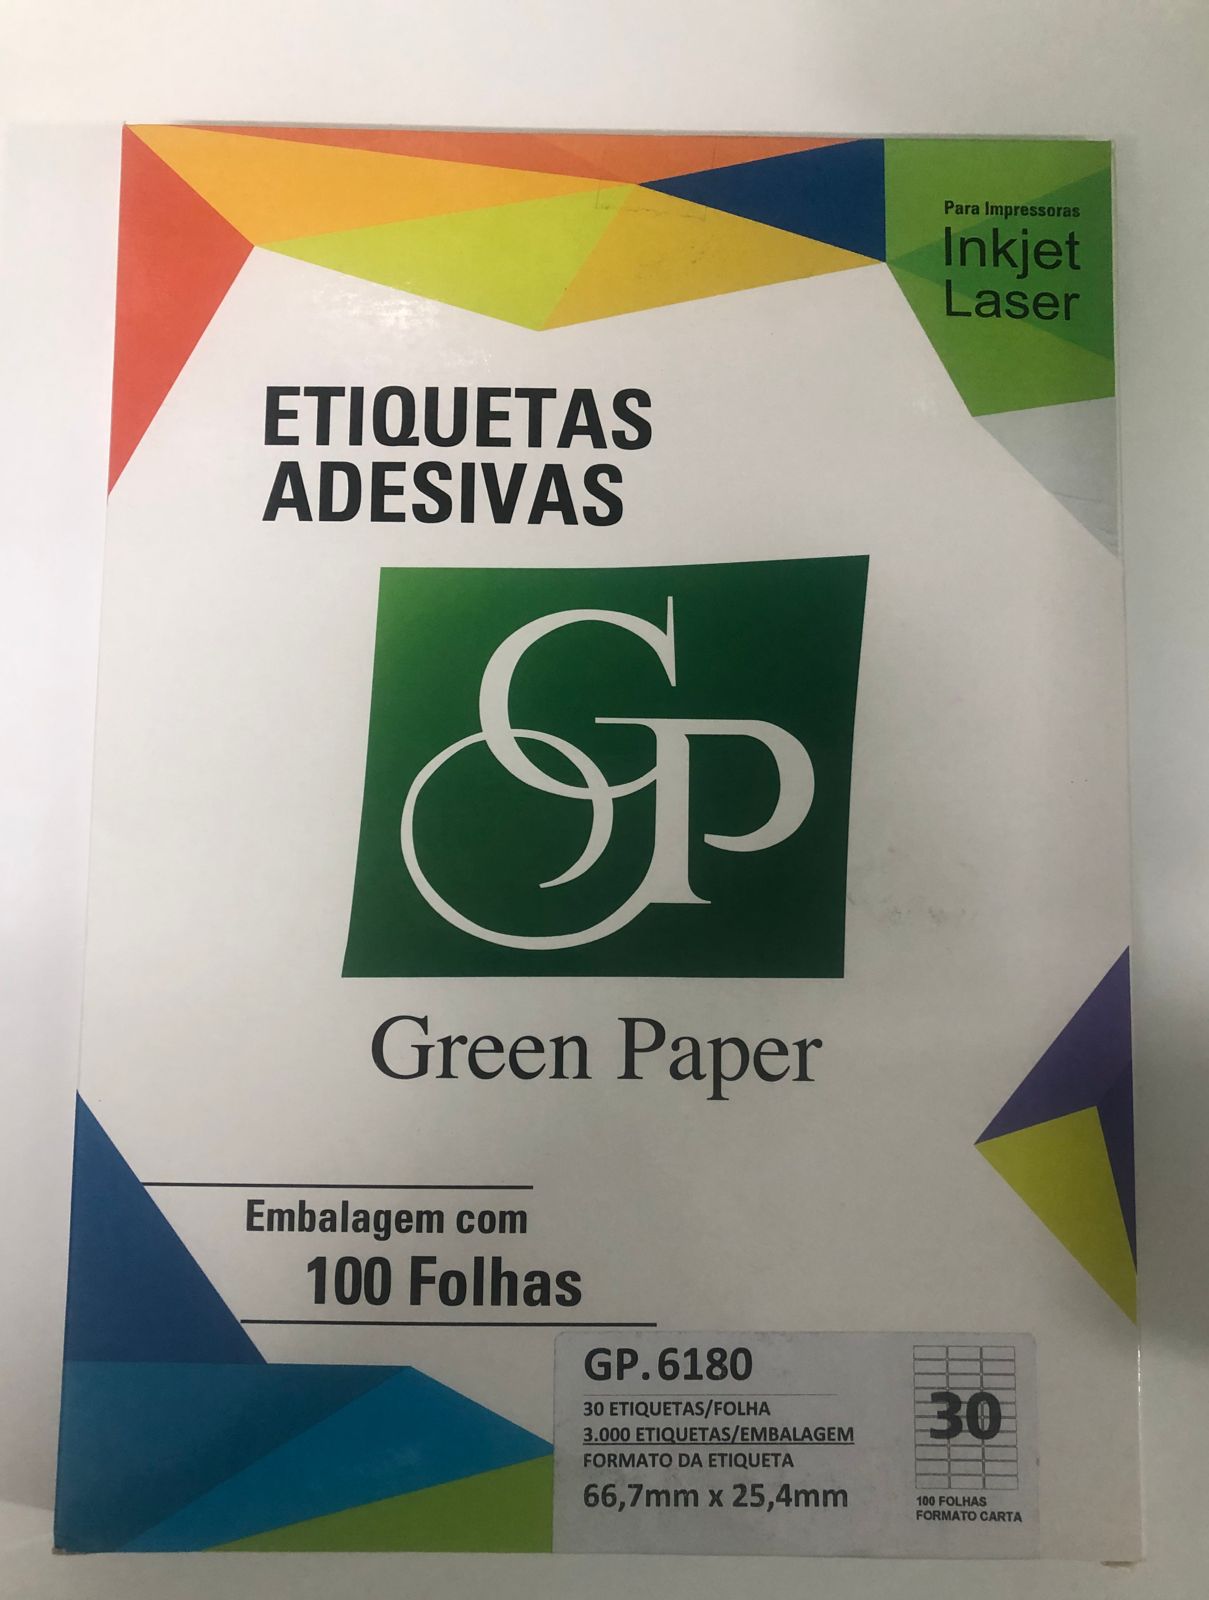 Para Impressoras
Inkjet
Laser
ETIQUETAS
ADESIVAS
GP
Green Paper
Embalagem com
100 Folhas
GP.6180
30 ETIQUETAS/FOLHA
3.000 ETIQUETAS/EMBALAGEM
FORMATO DA ETIQUETA
66,7mm x 25,4mm
30
100 FOLHAS
FORMATO CARTA